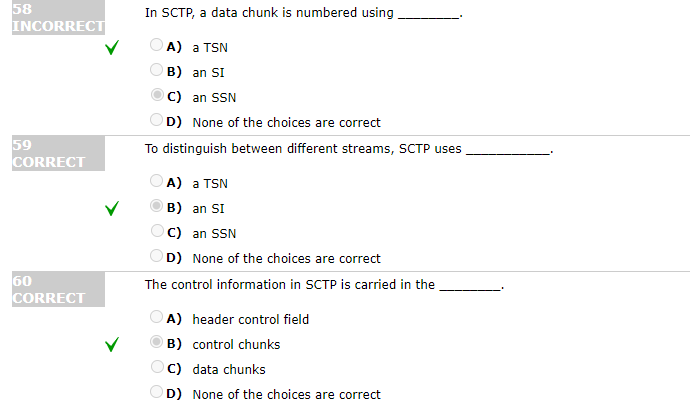 58
INCORRECT
In SCTP, a data chunk is numbered using ________.
A) a TSN
B) an SI
C) an SSN
D) None of the choices are correct
59
CORRECT
To distinguish between different streams, SCTP uses ___________.
A) a TSN
B) an SI
C) an SSN
D) None of the choices are correct
60
CORRECT
The control information in SCTP is carried in the ________.
A) header control field
B) control chunks
C) data chunks
D) None of the choices are correct